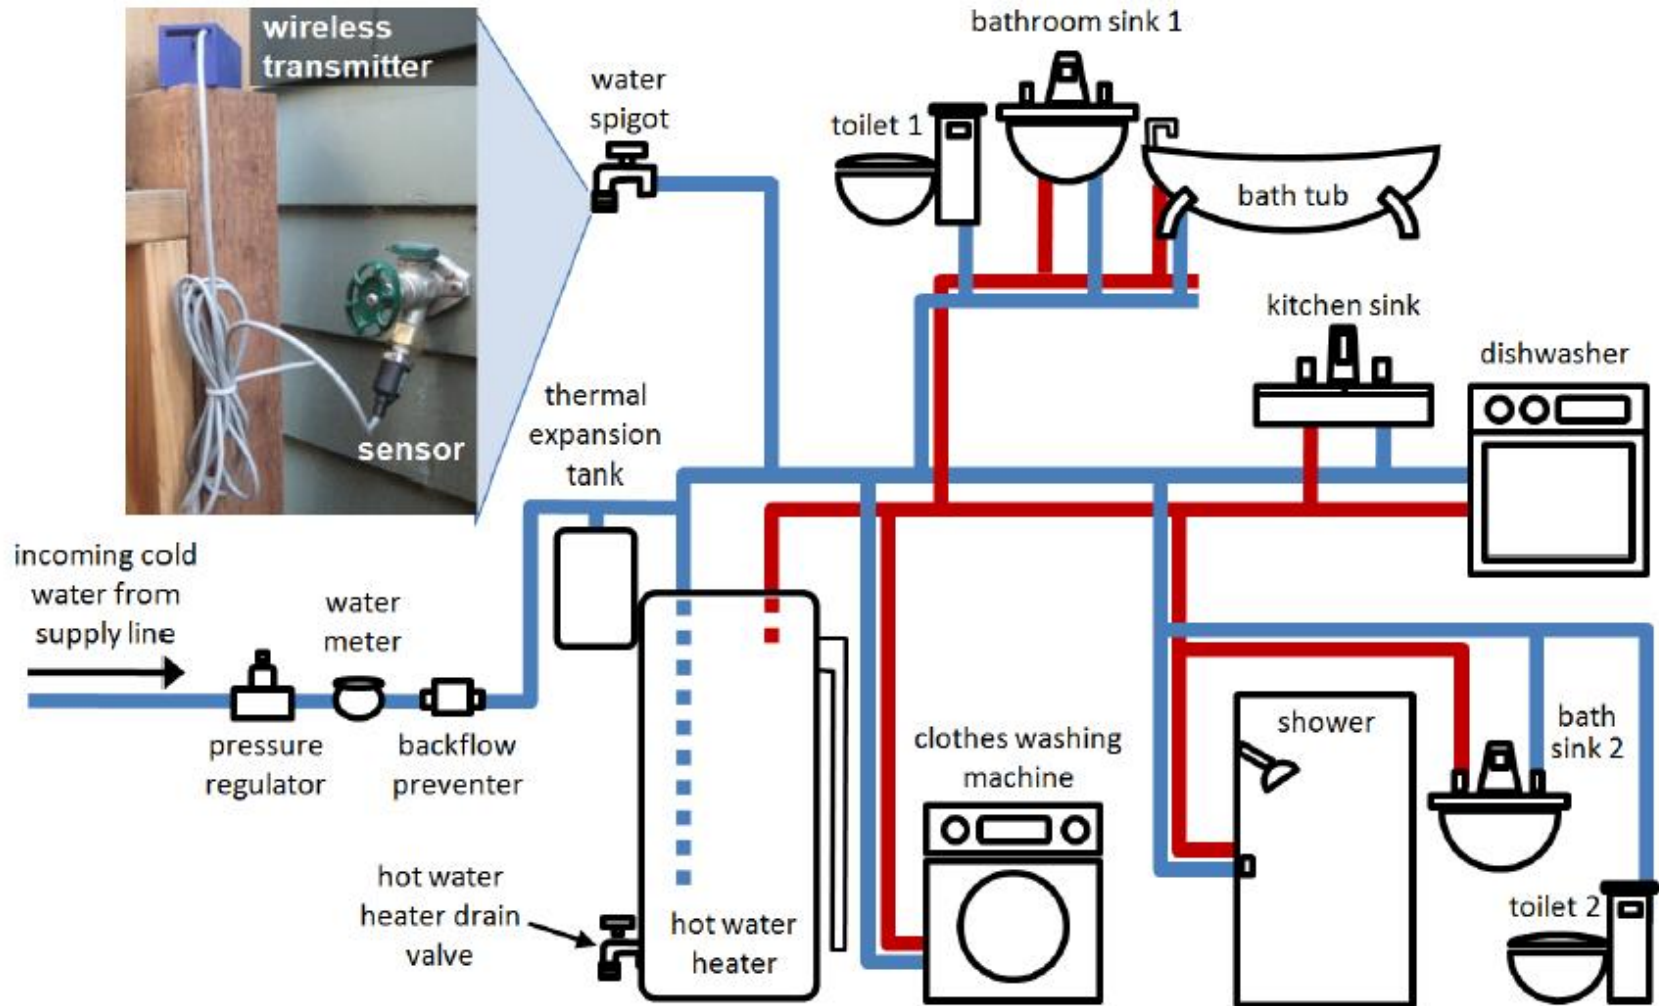 wireless
transmitter
sensor
water
spigot
bathroom sink 1
toilet 1
bath tub
kitchen sink
dishwasher
thermal
expansion
tank
incoming cold
water from
supply line
water
meter
pressure
regulator
backflow
preventer
hot water
heater drain
valve
hot water
heater
clothes washing
machine
shower
bath
sink 2
toilet 2